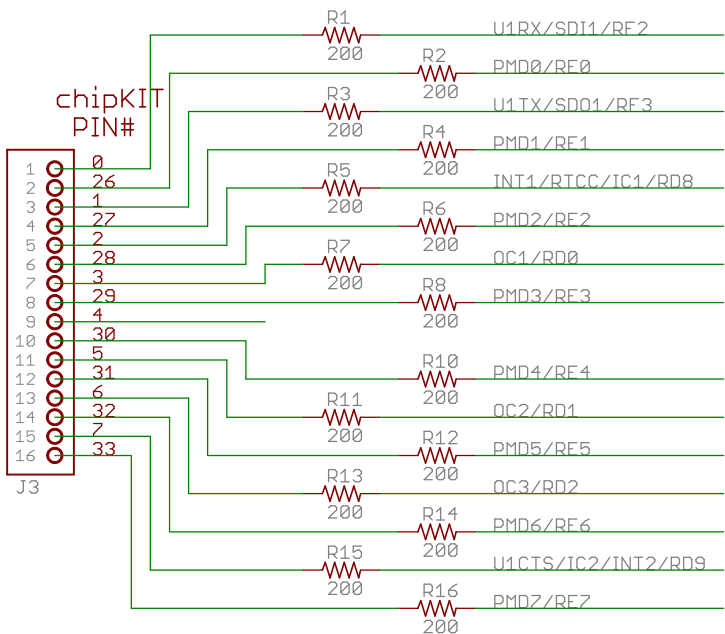 R1
200
U1RX/SDI1/RF2
R2
200
PMD0/RE0
chipKIT
PIN#
R3
200
U1TX/SDO1/RF3
R4
200
PMD1/RE1
R5
200
INT1/RTCC/IC1/RD8
R6
200
PMD2/RE2
R7
200
OC1/RD0
R8
200
PMD3/RE3
1 0
2 26
3 1
4 27
5 2
6 28
7 3
8 29
9 4
10 30
11 5
12 31
13 6
14 32
15 7
16 33
J3
R10
200
PMD4/RE4
R11
200
OC2/RD1
R12
200
PMD5/RE5
R13
200
OC3/RD2
R14
200
PMD6/RE6
R15
200
U1CTS/IC2/INT2/RD9
R16
200
PMD7/RE7